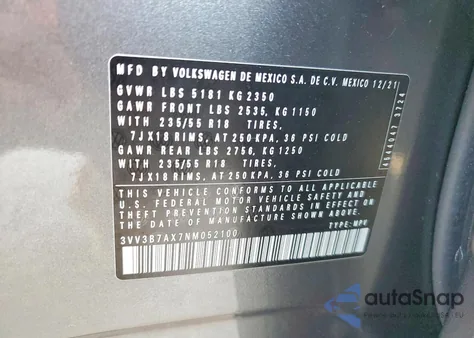 MFD BY VOLKSWAGEN DE MEXICO S.A. DE C.V. MEXICO 12/21
GVWR LBS 5181 KG 2350
GAWR FRONT LBS 2535, KG 1150
WITH 235/55 R18 TIRES,
7JX18 RIMS, AT 250 KPA, 36 PSI COLD
GAWR REAR LBS 2756, KG 1250
WITH 235/55 R18 TIRES,
7JX18 RIMS, AT 250 KPA, 36 PSI COLD
THIS VEHICLE CONFORMS TO ALL APPLICABLE
U.S. FEDERAL MOTOR VEHICLE SAFETY AND
THEFT PREVENTION STANDARDS IN EFFECT ON
THE DATE OF MANUFACTURE SHOWN ABOVE.
3VV3B7AX7NM052100 TYPE: MPV
4544047 3724
autoSnap